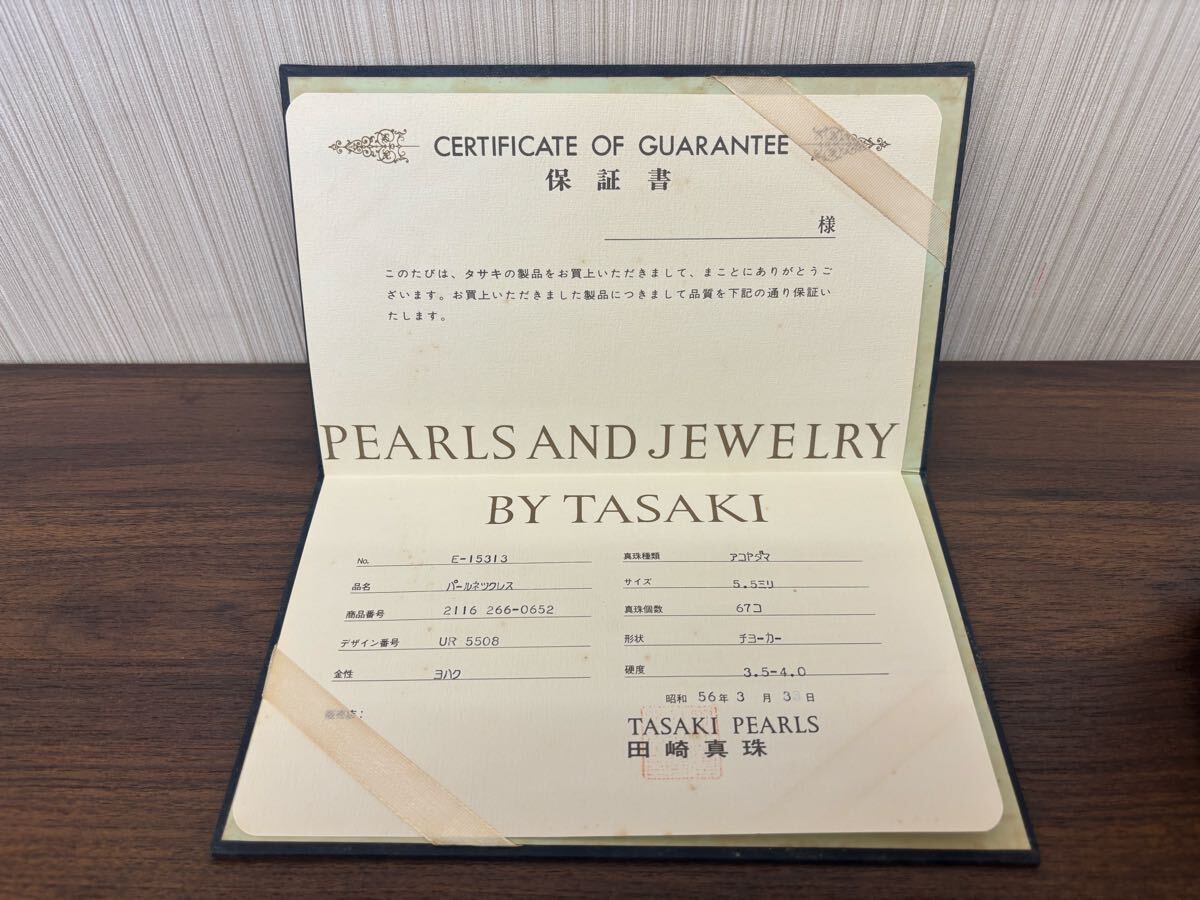 CERTIFICATE OF GUARANTEE
保証書
様
このたびは、タサキの製品をお買上いただきまして、まことにありがとうご
ざいます。お買上いただきました製品につきまして品質を下記の通り保証い
たします。
PEARLS AND JEWELRY
BY TASAKI
No. E-15313
品名 パールネツクレス
商品番号 2116 266-0652
デザイン番号 UR 5508
金性 ヨハク
販売店：
真珠種類 アコヤダマ
サイズ 5.5ミリ
真珠個数 67コ
形状 チヨーカー
硬度 3.5-4.0
昭和 56年 3 月 日
TASAKI PEARLS
田崎真珠